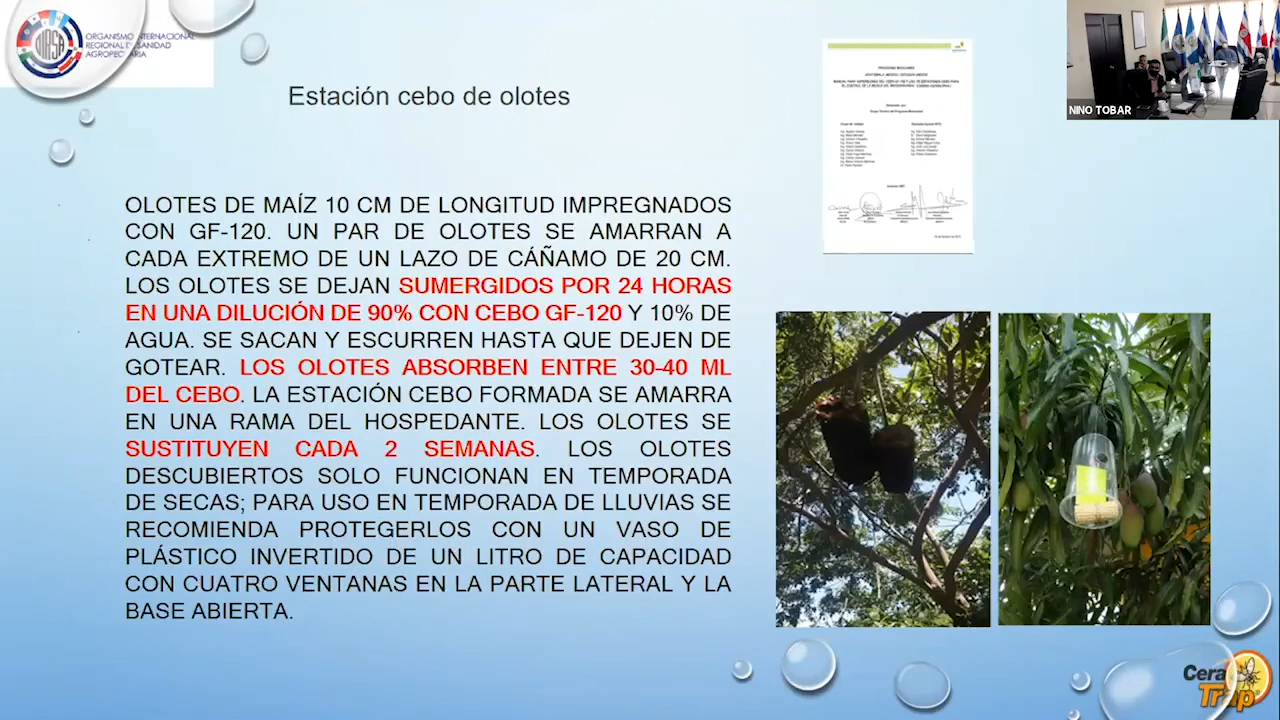 OIRSA
ORGANISMO INTERNACIONAL
REGIONAL DE SANIDAD
AGROPECUARIA
Estación cebo de olotes
NINO TOBAR
OLOTES DE MAÍZ 10 CM DE LONGITUD IMPREGNADOS
CON GF-120. UN PAR DE OLOTES SE AMARRAN A
CADA EXTREMO DE UN LAZO DE CÁÑAMO DE 20 CM.
LOS OLOTES SE DEJAN SUMERGIDOS POR 24 HORAS
EN UNA DILUCIÓN DE 90% CON CEBO GF-120 Y 10% DE
AGUA. SE SACAN Y ESCURREN HASTA QUE DEJEN DE
GOTEAR. LOS OLOTES ABSORBEN ENTRE 30-40 ML
DEL CEBO. LA ESTACIÓN CEBO FORMADA SE AMARRA
EN UNA RAMA DEL HOSPEDANTE. LOS OLOTES SE
SUSTITUYEN CADA 2 SEMANAS. LOS OLOTES
DESCUBIERTOS SOLO FUNCIONAN EN TEMPORADA
DE SECAS; PARA USO EN TEMPORADA DE LLUVIAS SE
RECOMIENDA PROTEGERLOS CON UN VASO DE
PLÁSTICO INVERTIDO DE UN LITRO DE CAPACIDAD
CON CUATRO VENTANAS EN LA PARTE LATERAL Y LA
BASE ABIERTA.
Cera
Trap